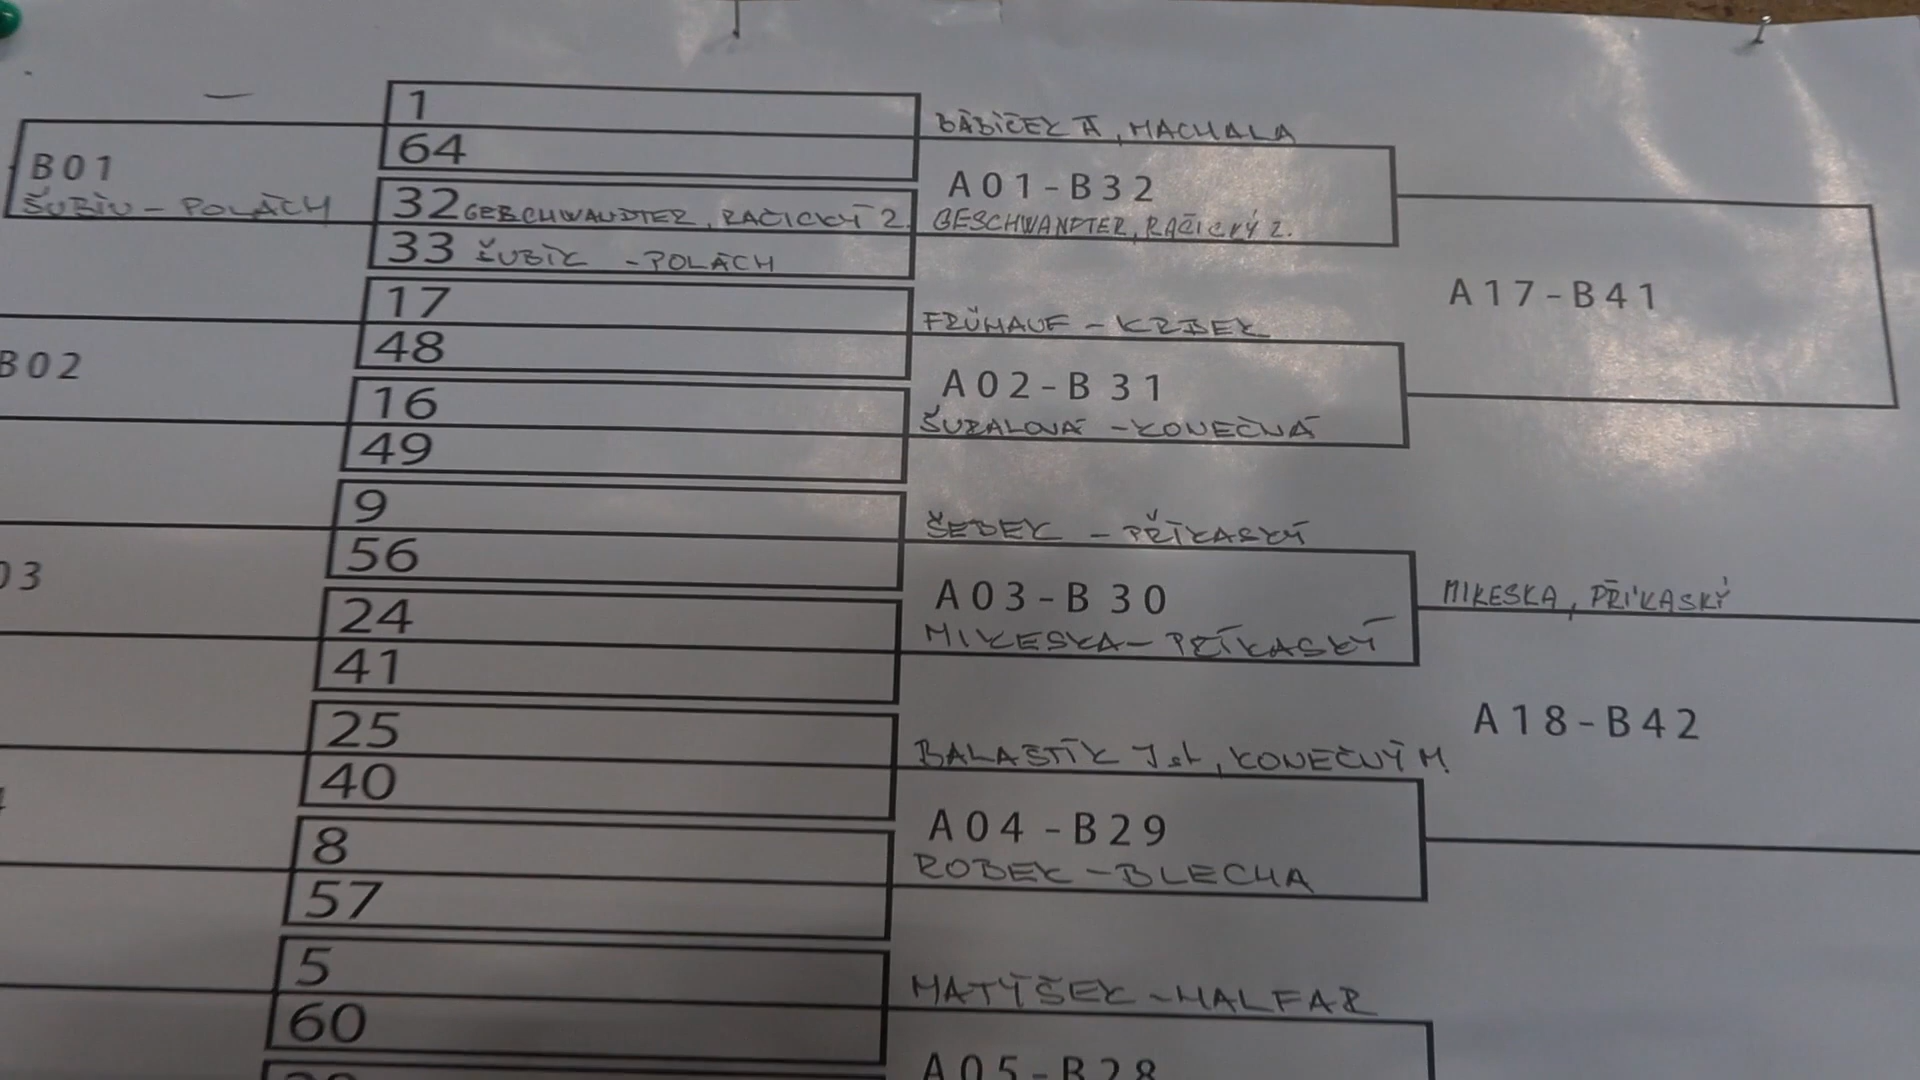 1
BÁBÍČEK A, MACHALA
64
B01
A01-B32
ŠUBÍK - POLÁCH
32 GEBCHWANDTER, RAČICKÝ Z.
GESCHWANDTER, RAČICKÝ Z.
33 ŠUBÍK - POLÁCH
17
A17-B41
FRÜHAUF - KRBEK
48
B02
A02-B31
16
ŠURALOVÁ - KONEČNÁ
49
9
ŠEDEK - PŘÍKASKÝ
56
03
A03-B30
MIKESKA, PŘÍKASKÝ
24
MIKESKA - PŘÍKASKÝ
41
25
A18-B42
BALAŠTÍK J st, KONEČNÝ M.
40
A04-B29
8
ROBEK - BLECHA
57
5
MATÝŠEK - HALFAR
60
A05-B28